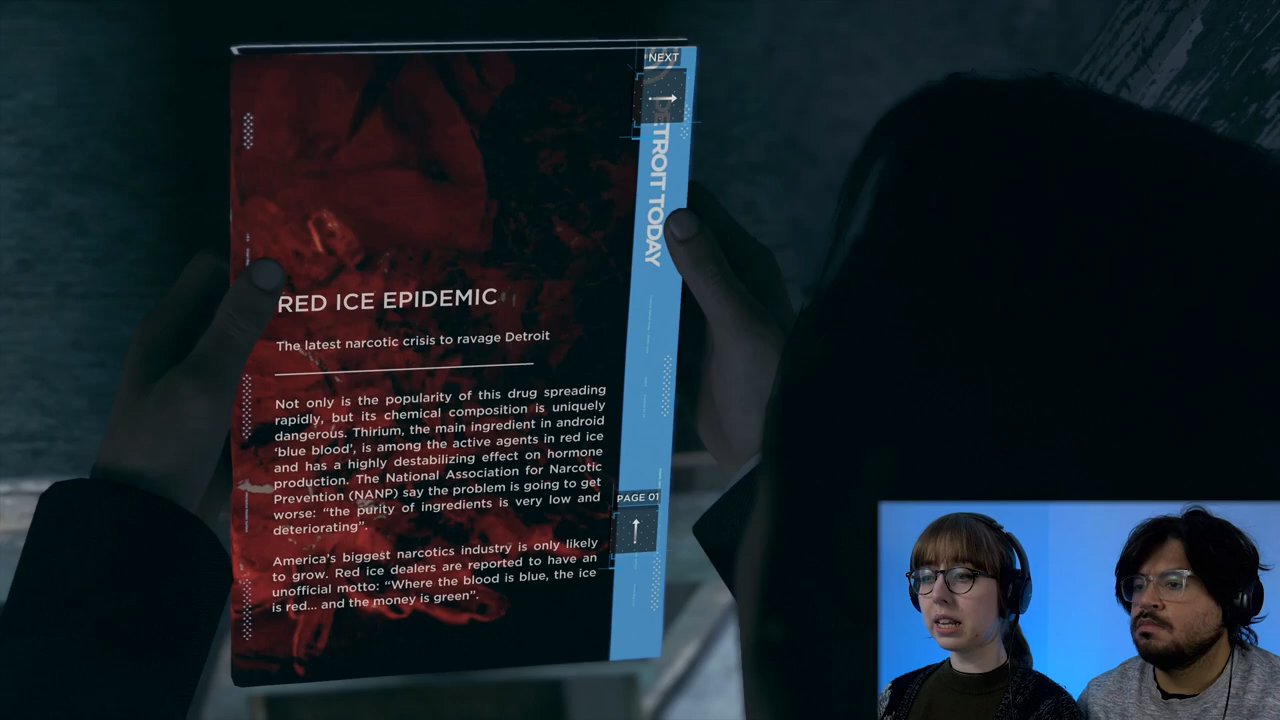 NEXT
DETROIT TODAY
RED ICE EPIDEMIC
The latest narcotic crisis to ravage Detroit
Not only is the popularity of this drug spreading
rapidly, but its chemical composition is uniquely
dangerous. Thirium, the main ingredient in android
‘blue blood’, is among the active agents in red ice
and has a highly destabilizing effect on hormone
production. The National Association for Narcotic
Prevention (NANP) say the problem is going to get
worse: “the purity of ingredients is very low and
deteriorating”.
PAGE 01
America’s biggest narcotics industry is only likely
to grow. Red ice dealers are reported to have an
unofficial motto: “Where the blood is blue, the ice
is red... and the money is green”.